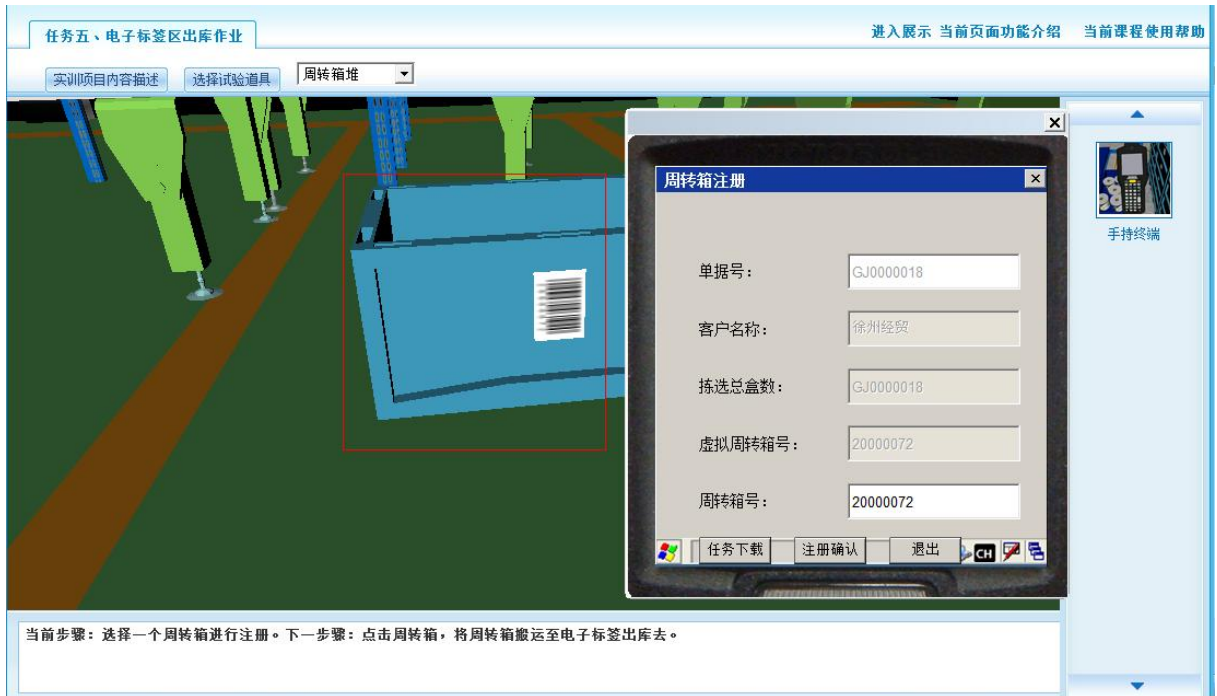 任务五、电子标签区出库作业
进入展示 当前页面功能介绍 当前课程使用帮助
实训项目内容描述 选择试验道具 周转箱堆
周转箱注册
手持终端
单据号： GJ0000018
客户名称： 徐州经贸
拣选总盒数： GJ0000018
虚拟周转箱号： 20000072
周转箱号： 20000072
任务下载 注册确认 退出 CH
当前步骤：选择一个周转箱进行注册。下一步骤：点击周转箱，将周转箱搬运至电子标签出库去。